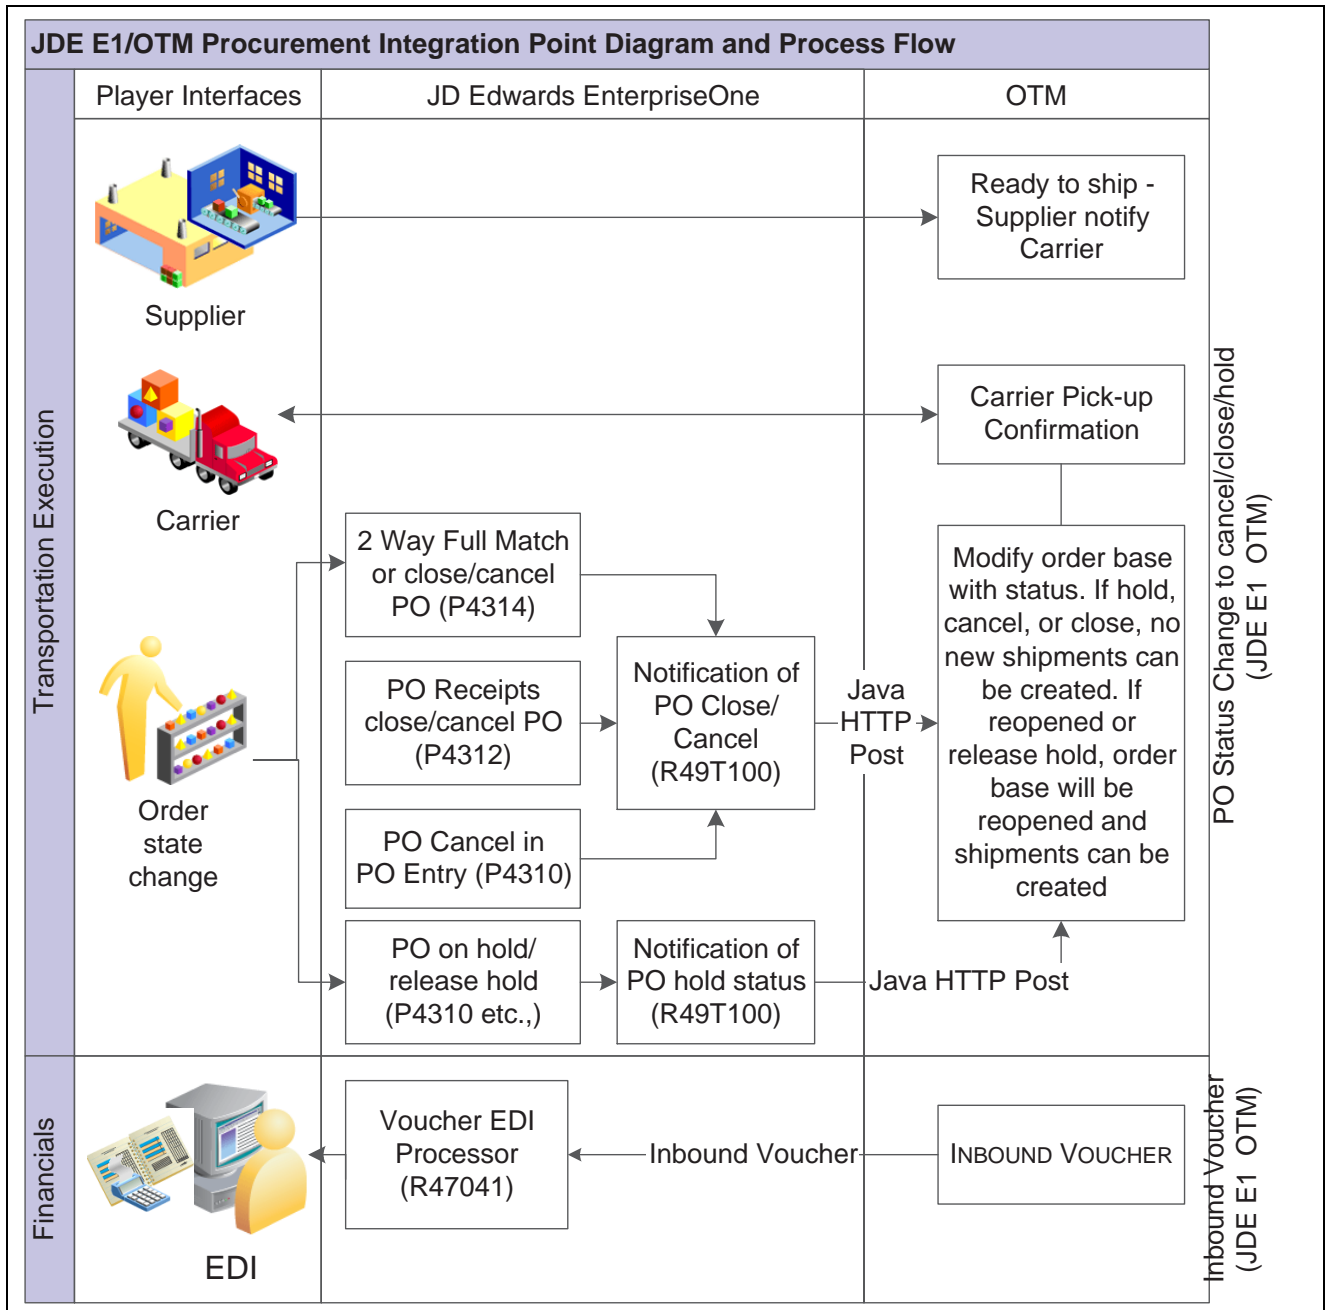 JDE E1/OTM Procurement Integration Point Diagram and Process Flow
Player Interfaces
JD Edwards EnterpriseOne
OTM
Transportation Execution
Supplier
Ready to ship -
Supplier notify
Carrier
Carrier
Carrier Pick-up
Confirmation
Order
state
change
2 Way Full Match
or close/cancel
PO (P4314)
PO Receipts
close/cancel PO
(P4312)
PO Cancel in
PO Entry (P4310)
Notification of
PO Close/
Cancel
(R49T100)
Java
HTTP
Post
Modify order base
with status. If hold,
cancel, or close, no
new shipments can
be created. If
reopened or
release hold, order
base will be
reopened and
shipments can be
created
PO on hold/
release hold
(P4310 etc.,)
Notification of
PO hold status
(R49T100)
Java HTTP Post
PO Status Change to cancel/close/hold
(JDE E1 OTM)
Financials
EDI
Voucher EDI
Processor
(R47041)
Inbound Voucher
INBOUND VOUCHER
Inbound Voucher
(JDE E1 OTM)